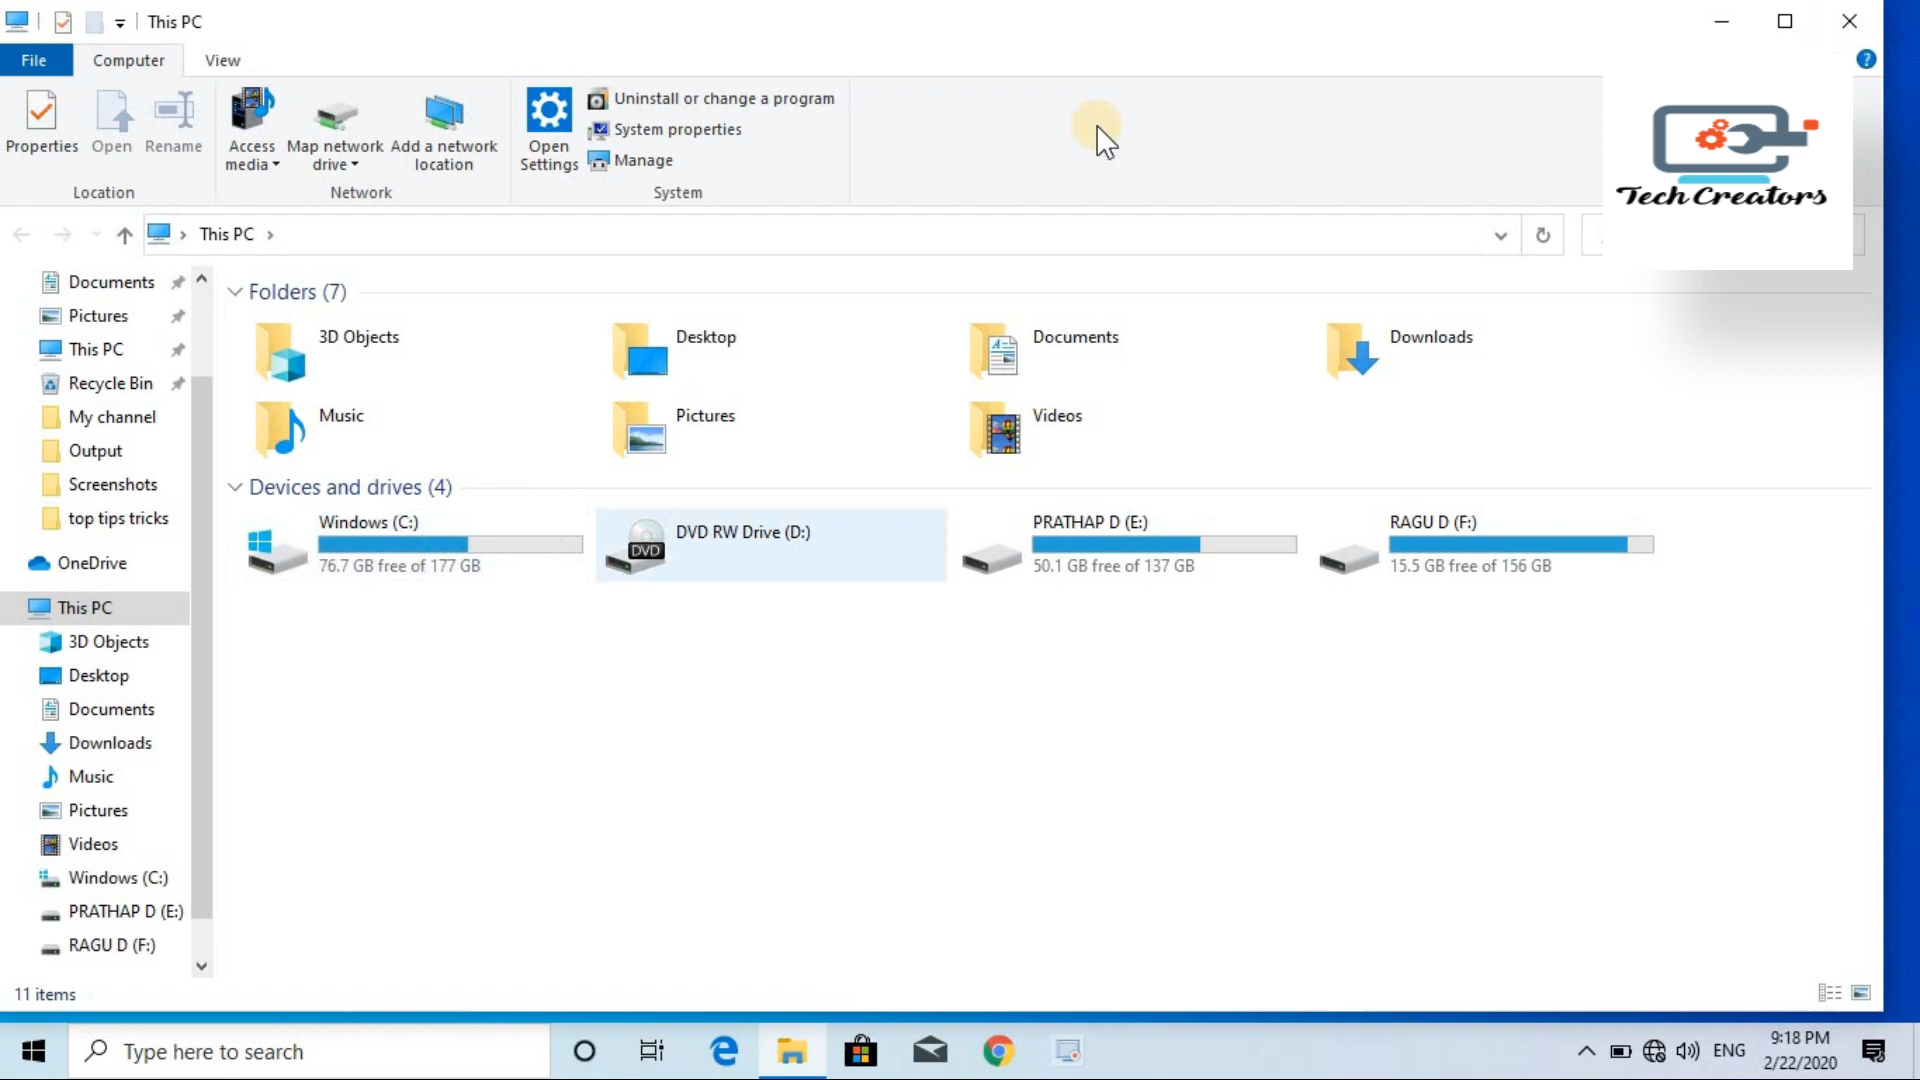 This PC
File
Computer
View
Properties
Open
Rename
Access media
Map network drive
Add a network location
Open Settings
Uninstall or change a program
System properties
Manage
Location
Network
System
Tech Creators
This PC
Documents
Pictures
This PC
Recycle Bin
My channel
Output
Screenshots
top tips tricks
OneDrive
This PC
3D Objects
Desktop
Documents
Downloads
Music
Pictures
Videos
Windows (C:)
PRATHAP D (E:)
RAGU D (F:)
Folders (7)
3D Objects
Desktop
Documents
Downloads
Music
Pictures
Videos
Devices and drives (4)
Windows (C:)
76.7 GB free of 177 GB
DVD RW Drive (D:)
DVD
PRATHAP D (E:)
50.1 GB free of 137 GB
RAGU D (F:)
15.5 GB free of 156 GB
11 items
Type here to search
ENG
9:18 PM
2/22/2020